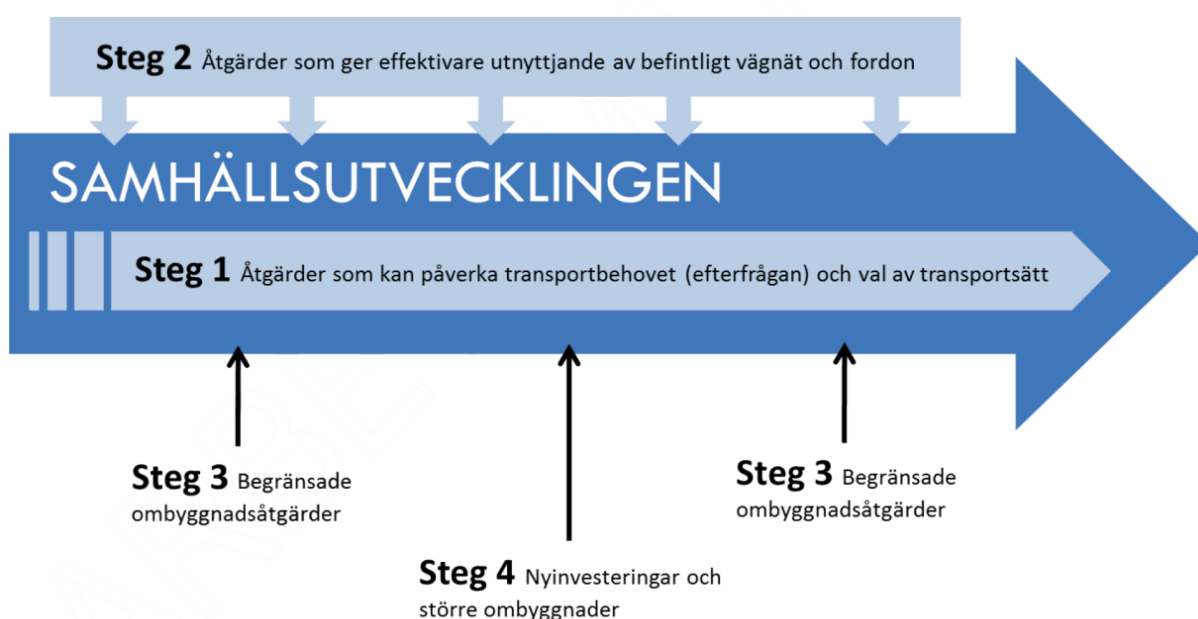 Steg 2 Åtgärder som ger effektivare utnyttjande av befintligt vägnät och fordon
SAMHÄLLSUTVECKLINGEN
Steg 1 Åtgärder som kan påverka transportbehovet (efterfrågan) och val av transportsätt
Steg 3 Begränsade
ombyggnadsåtgärder
Steg 3 Begränsade
ombyggnadsåtgärder
Steg 4 Nyinvesteringar och
större ombyggnader